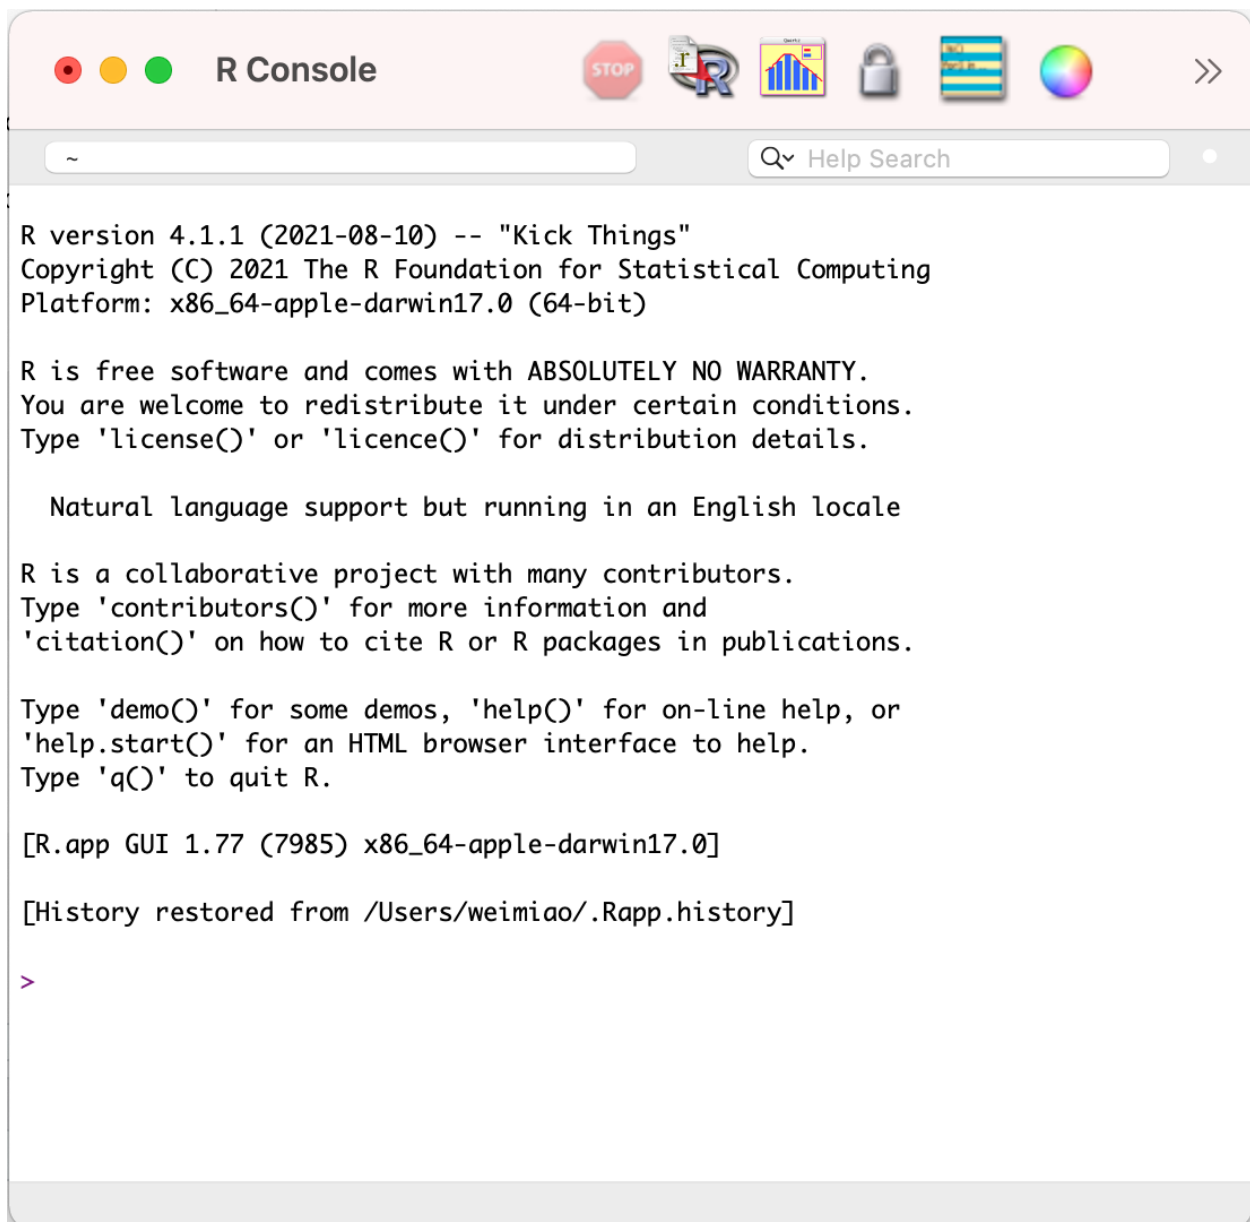 R Console
STOP
~
Help Search
R version 4.1.1 (2021-08-10) -- "Kick Things"
Copyright (C) 2021 The R Foundation for Statistical Computing
Platform: x86_64-apple-darwin17.0 (64-bit)
R is free software and comes with ABSOLUTELY NO WARRANTY.
You are welcome to redistribute it under certain conditions.
Type 'license()' or 'licence()' for distribution details.
Natural language support but running in an English locale
R is a collaborative project with many contributors.
Type 'contributors()' for more information and
'citation()' on how to cite R or R packages in publications.
Type 'demo()' for some demos, 'help()' for on-line help, or
'help.start()' for an HTML browser interface to help.
Type 'q()' to quit R.
[R.app GUI 1.77 (7985) x86_64-apple-darwin17.0]
[History restored from /Users/weimiao/.Rapp.history]
>